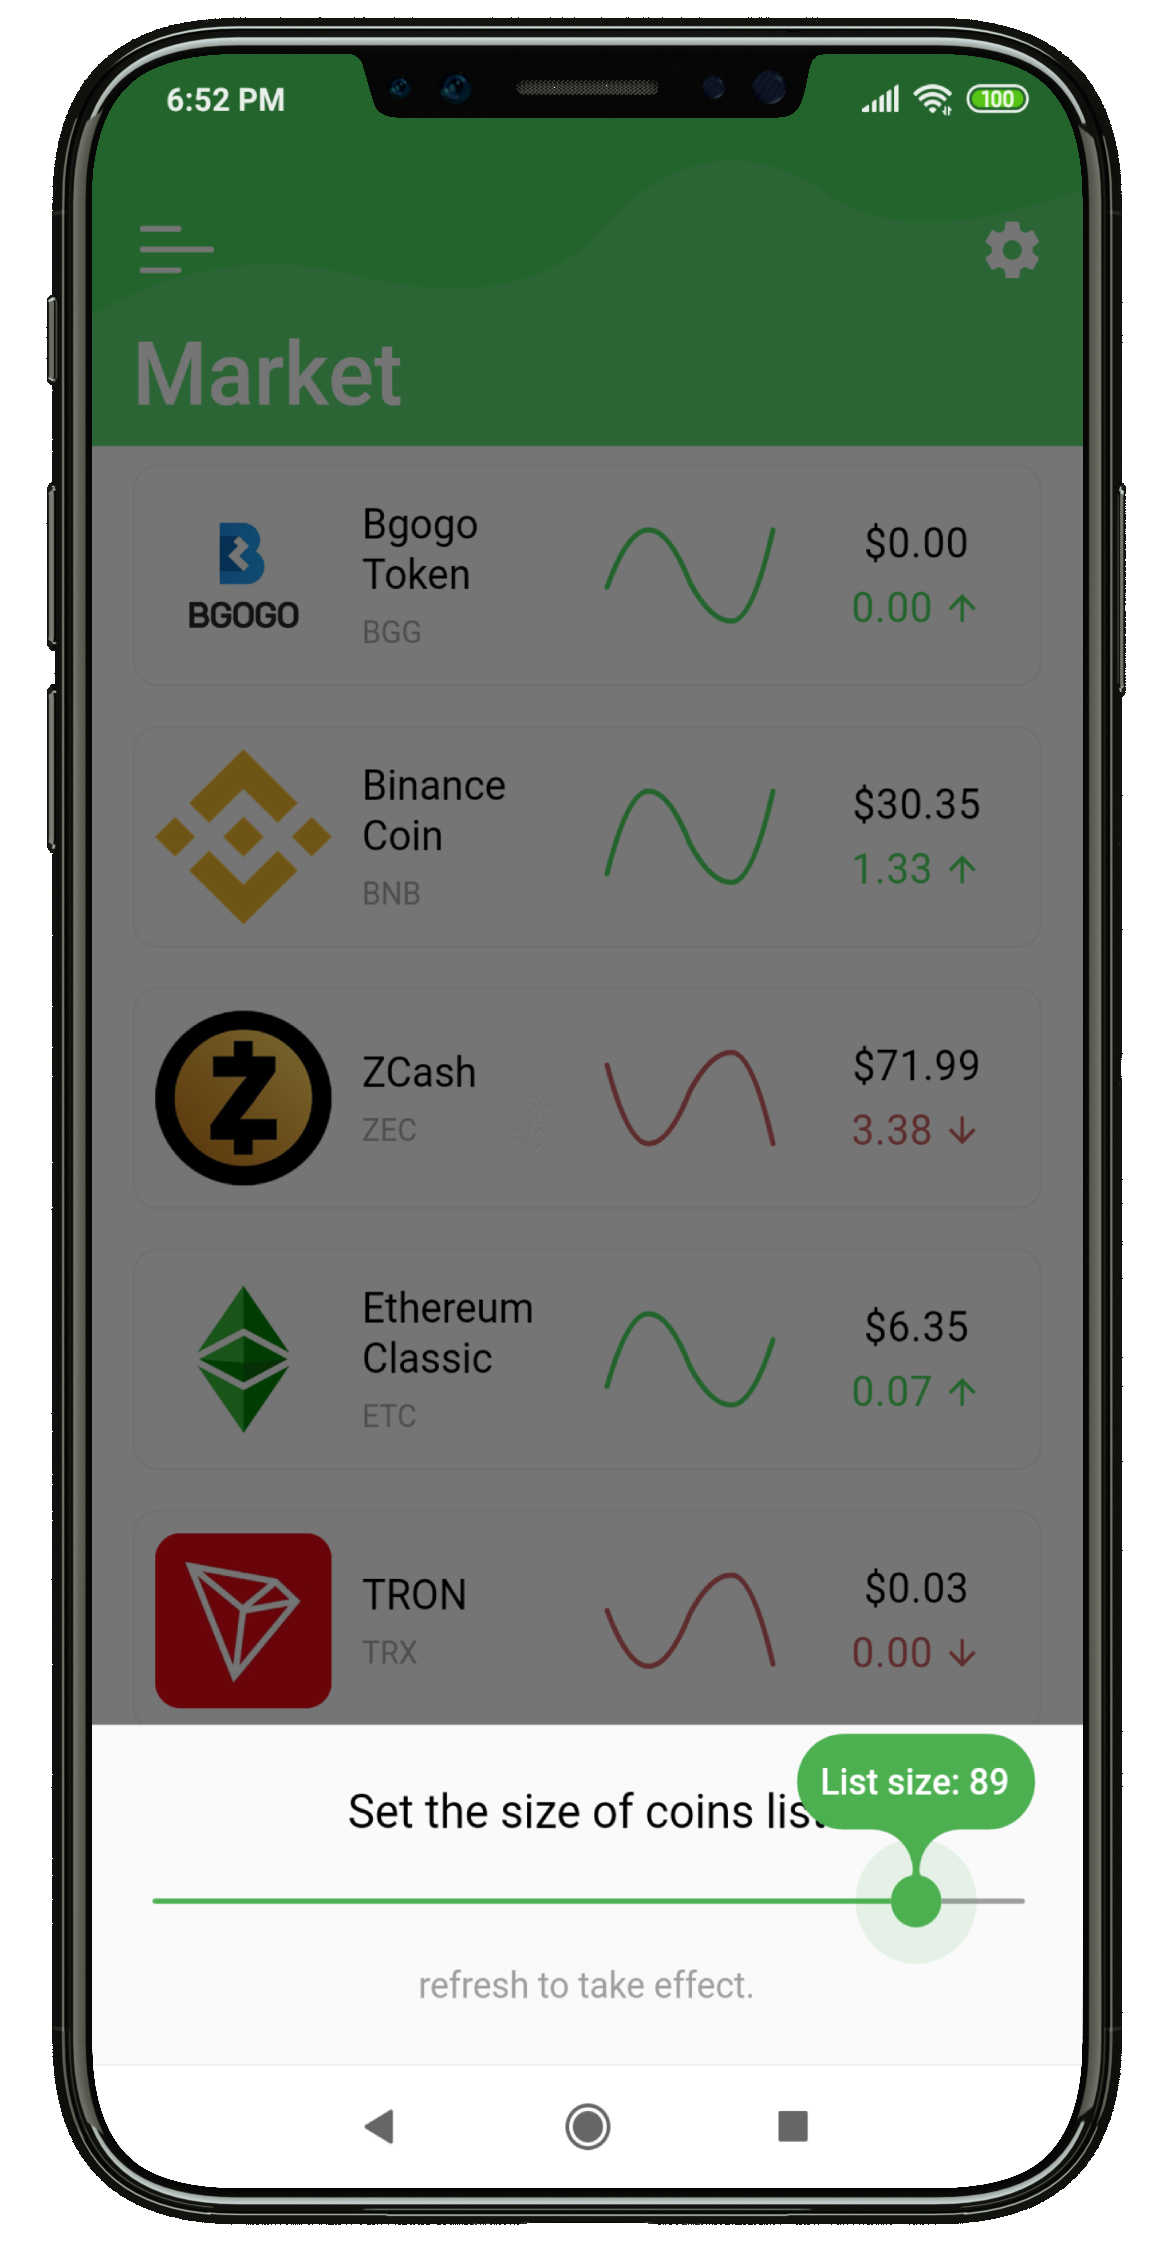 6:52 PM
100
Market
Bgogo
Token
BGG
BGOGO
$0.00
0.00 ↑
Binance
Coin
BNB
$30.35
1.33 ↑
ZCash
ZEC
$71.99
3.38 ↓
Ethereum
Classic
ETC
$6.35
0.07 ↑
TRON
TRX
$0.03
0.00 ↓
List size: 89
Set the size of coins list
refresh to take effect.